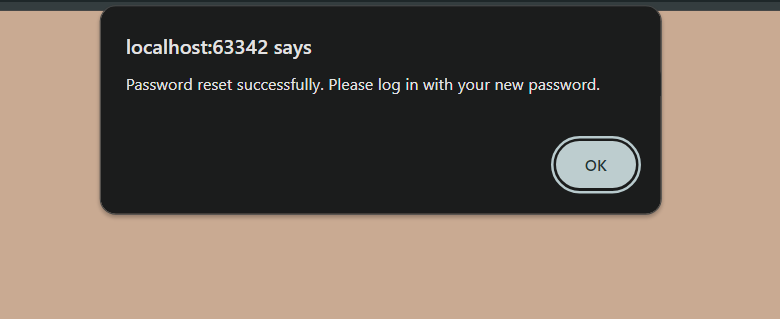 localhost:63342 says
Password reset successfully. Please log in with your new password.
OK